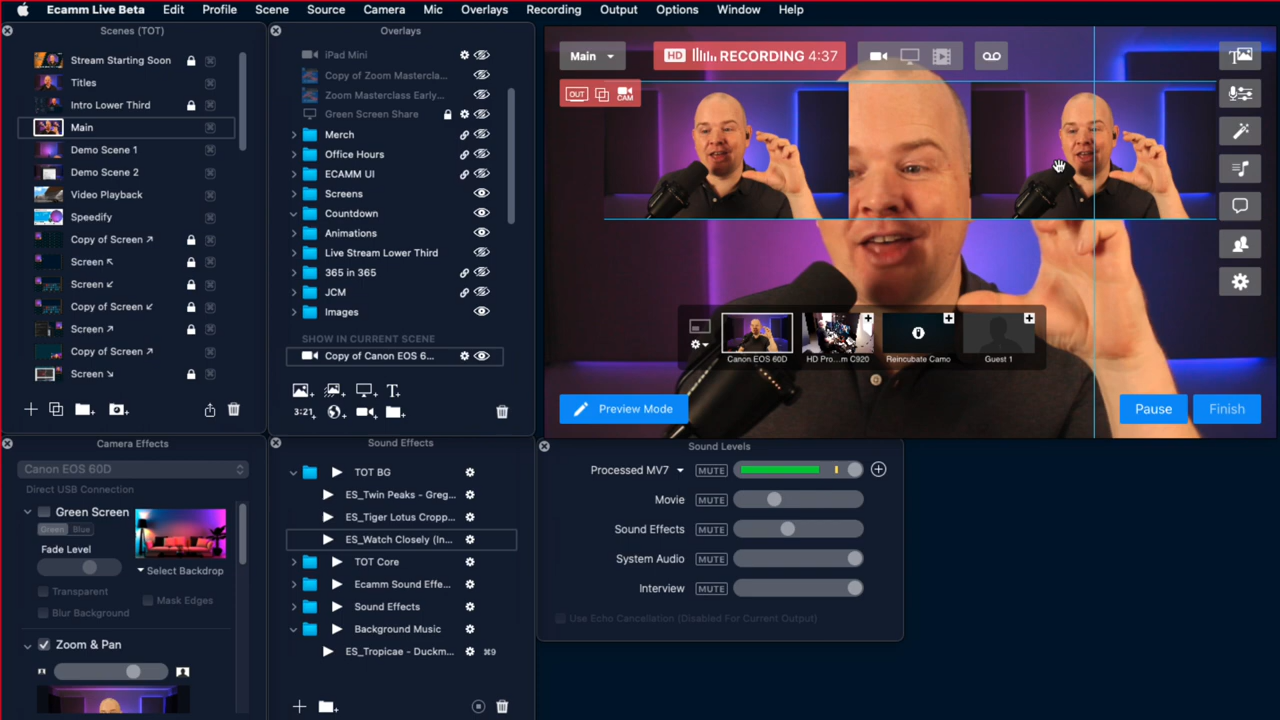 Ecamm Live Beta Edit Profile Scene Source Camera Mic Overlays Recording Output Options Window Help
Scenes (TOT)
Stream Starting Soon
Titles
Intro Lower Third
Main
Demo Scene 1
Demo Scene 2
Video Playback
Speedify
Copy of Screen ↗
Screen ↖
Screen ↙
Copy of Screen ↙
Screen ↗
Copy of Screen ↗
Screen ↘
Overlays
iPad Mini
Copy of Zoom Mastercla...
Zoom Masterclass Early...
Green Screen Share
Merch
Office Hours
ECAMM UI
Screens
Countdown
Animations
Live Stream Lower Third
365 in 365
JCM
Images
SHOW IN CURRENT SCENE
Copy of Canon EOS 6...
T+
3:21+
Main
HD RECORDING 4:37
OUT CAM
Canon EOS 60D
HD Pro...m C920
Reincubate Camo
Guest 1
Preview Mode
Pause
Finish
Camera Effects
Canon EOS 60D
Direct USB Connection
Green Screen
Green Blue
Fade Level
Select Backdrop
Transparent
Mask Edges
Blur Background
Zoom & Pan
Sound Effects
TOT BG
ES_Twin Peaks - Greg...
ES_Tiger Lotus Cropp...
ES_Watch Closely (In...
TOT Core
Ecamm Sound Effe...
Sound Effects
Background Music
ES_Tropicae - Duckm... ⌘9
Sound Levels
Processed MV7 MUTE
Movie MUTE
Sound Effects MUTE
System Audio MUTE
Interview MUTE
Use Echo Cancellation (Disabled For Current Output)